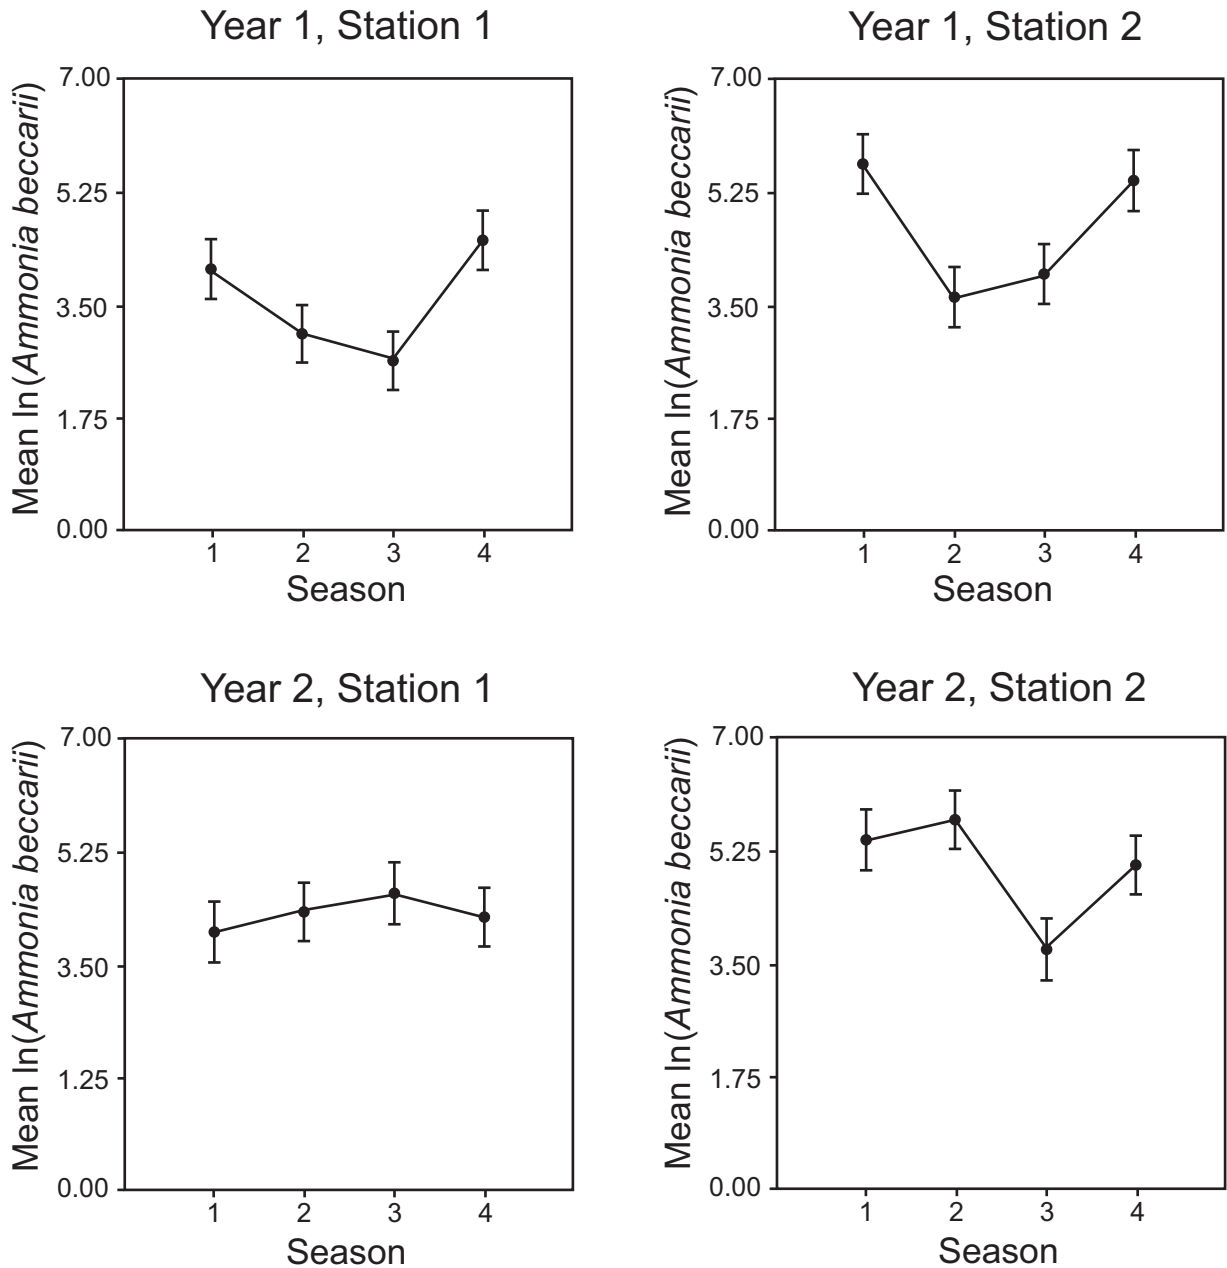 Year 1, Station 1
Mean ln(Ammonia beccarii)
7.00
5.25
3.50
1.75
0.00
1 2 3 4
Season
Year 1, Station 2
Mean ln(Ammonia beccarii)
7.00
5.25
3.50
1.75
0.00
1 2 3 4
Season
Year 2, Station 1
Mean ln(Ammonia beccarii)
7.00
5.25
3.50
1.25
0.00
1 2 3 4
Season
Year 2, Station 2
Mean ln(Ammonia beccarii)
7.00
5.25
3.50
1.75
0.00
1 2 3 4
Season